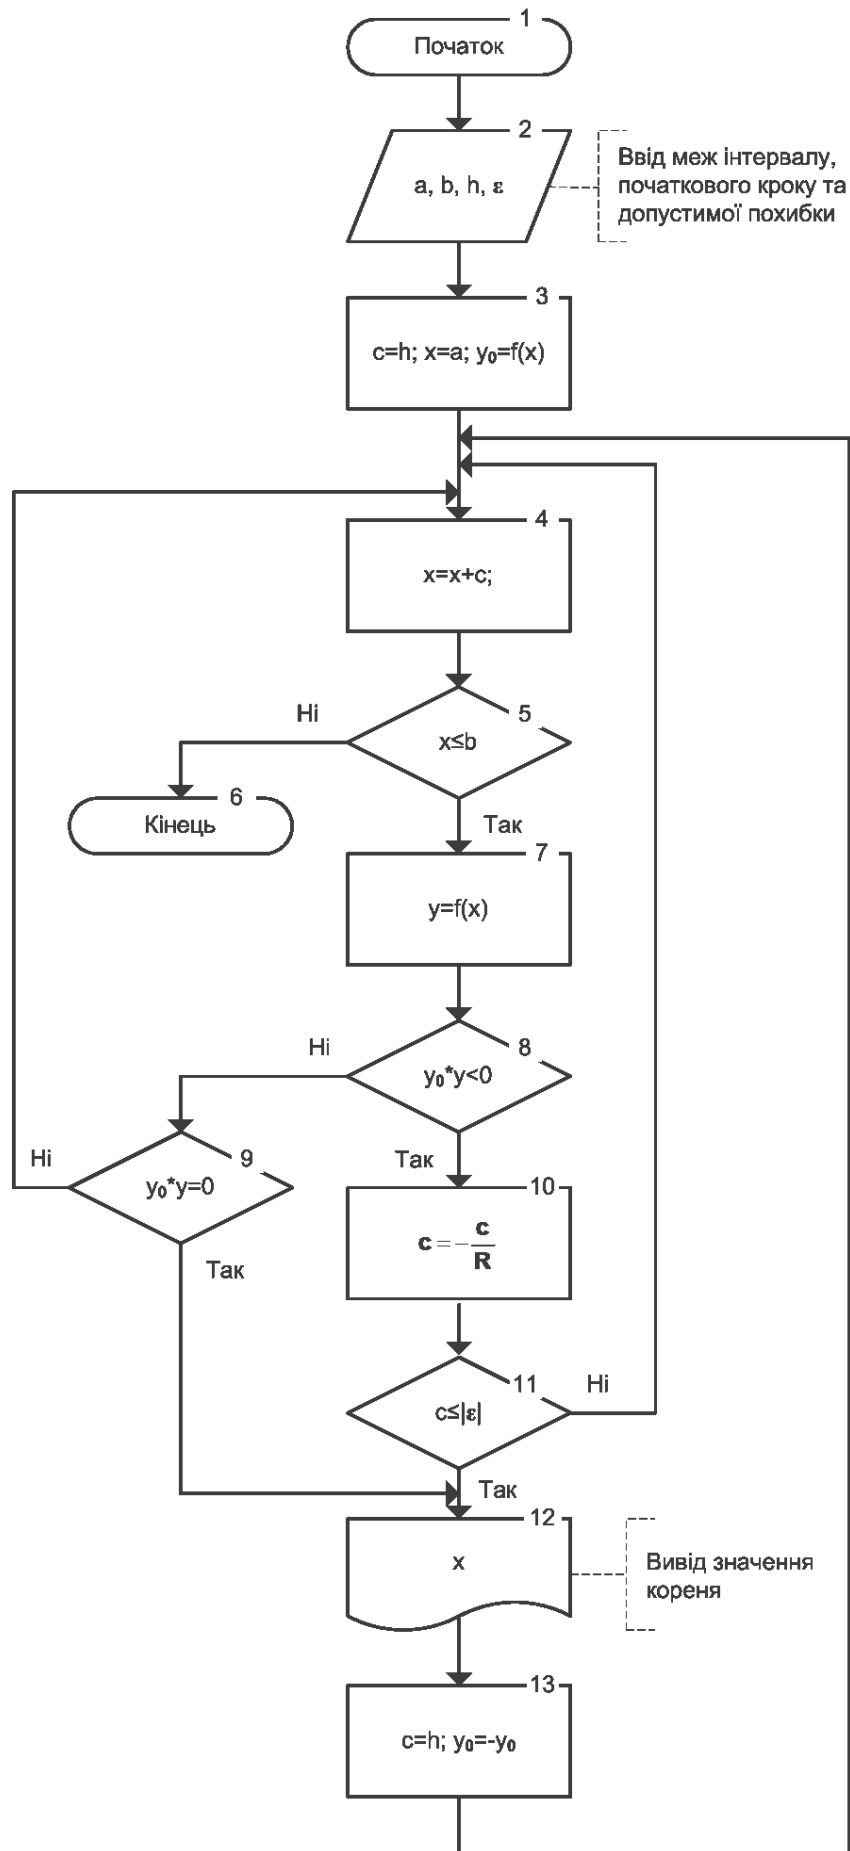 1
Початок
2
a, b, h, ε
Ввід меж інтервалу,
початкового кроку та
допустимої похибки
3
c=h; x=a; y₀=f(x)
4
x=x+c;
5
x≤b
Ні
6
Кінець
Так
7
y=f(x)
8
y₀*y<0
Ні
9
y₀*y=0
Ні
Так
Так
10
c=-c/R
11
c≤|ε|
Ні
Так
12
x
Вивід значення
кореня
13
c=h; y₀=-y₀